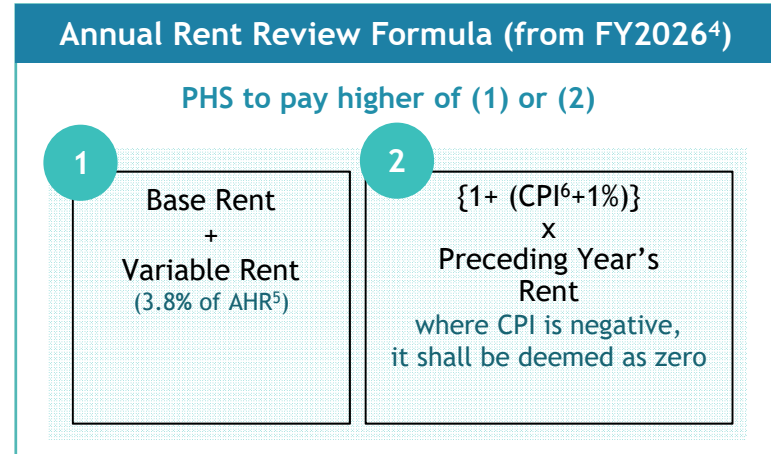 Annual Rent Review Formula (from FY2026⁴)
PHS to pay higher of (1) or (2)
1
Base Rent
+
Variable Rent
(3.8% of AHR⁵)
2
{1+ (CPI⁶+1%)}
x
Preceding Year’s
Rent
where CPI is negative,
it shall be deemed as zero